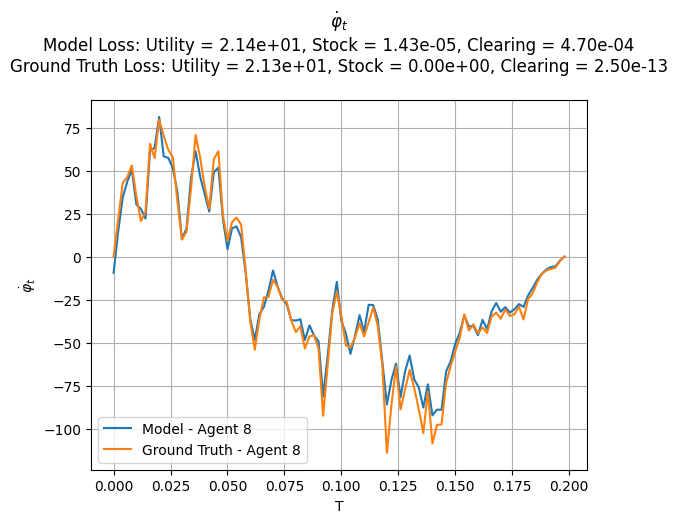 φ̇ₜ
Model Loss: Utility = 2.14e+01, Stock = 1.43e-05, Clearing = 4.70e-04
Ground Truth Loss: Utility = 2.13e+01, Stock = 0.00e+00, Clearing = 2.50e-13
75
50
25
0
−25
−50
−75
−100
φ̇ₜ
Model - Agent 8
Ground Truth - Agent 8
0.000 0.025 0.050 0.075 0.100 0.125 0.150 0.175 0.200
T